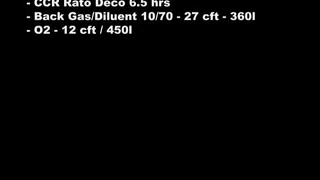 - CCR Rato Deco 6.5 hrs
- Back Gas/Diluent 10/70 - 27 cft - 360l
- O2 - 12 cft / 450l